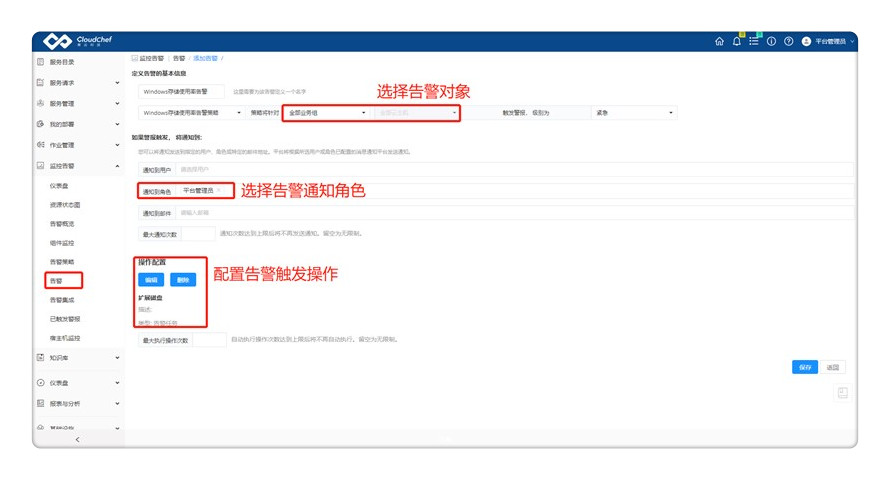 CloudChef
骞云科技
平台管理员
服务目录
服务请求
服务管理
我的部署
作业管理
监控告警
仪表盘
资源状态图
告警概览
组件监控
告警策略
告警
告警集成
已触发警报
宿主机监控
知识库
仪表盘
报表与分析
基础设施
监控告警 | 告警 / 添加告警 /
定义告警的基本信息
Windows存储使用率告警 这里需要为该告警定义一个名字
选择告警对象
Windows存储使用率告警策略 策略将针对 全部业务组 全部云主机 触发警报，级别为 紧急
如果警报触发，将通知到:
您可以将通知发送到指定的用户、角色或特定的邮件地址。平台将根据所选用户或角色已配置的消息通知平台发送通知。
通知到用户 请选择用户
通知到角色 平台管理员 × 选择告警通知角色
通知到邮件 请输入邮箱
最大通知次数 通知次数达到上限后将不再发送通知。留空为无限制。
操作配置
编辑 删除 配置告警触发操作
扩展磁盘
描述:
类型: 告警任务
最大执行操作次数 自动执行操作次数达到上限后将不再自动执行。留空为无限制。
保存 返回